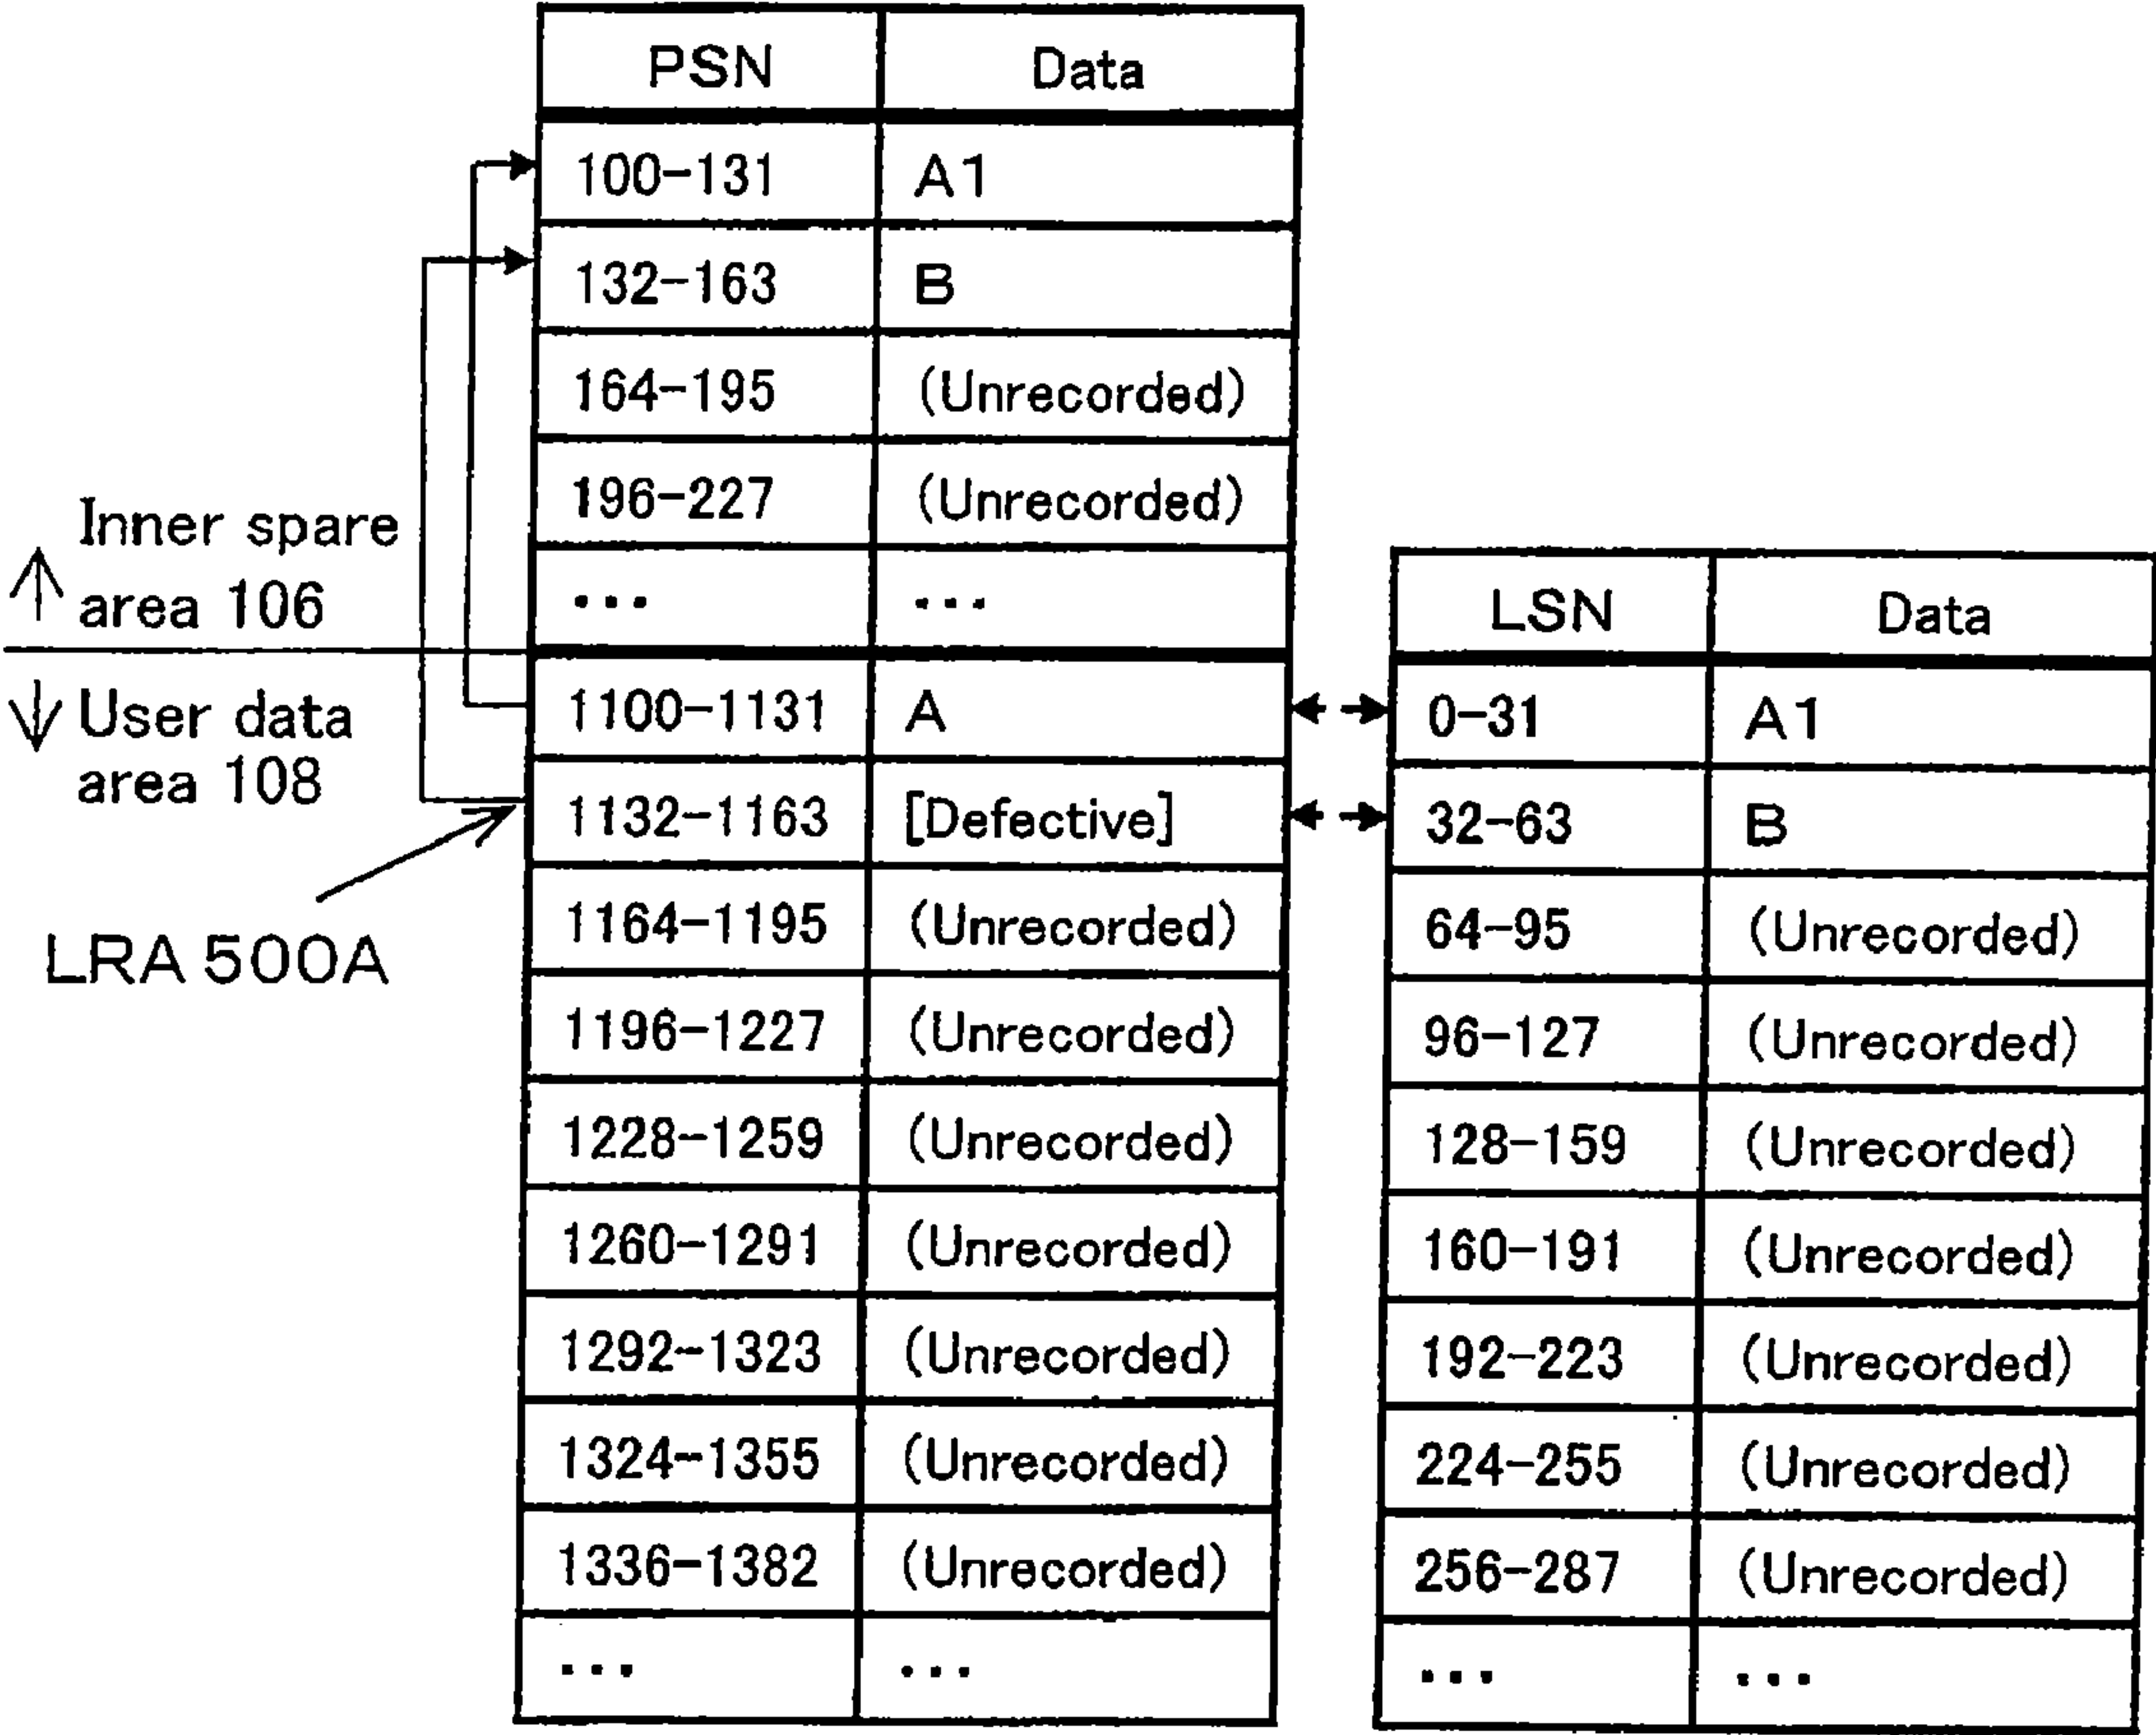 PSN Data
100-131 A1
132-163 B
164-195 (Unrecorded)
196-227 (Unrecorded)
... ...
1100-1131 A
1132-1163 [Defective]
1164-1195 (Unrecorded)
1196-1227 (Unrecorded)
1228-1259 (Unrecorded)
1260-1291 (Unrecorded)
1292-1323 (Unrecorded)
1324-1355 (Unrecorded)
1336-1382 (Unrecorded)
... ...
Inner spare
area 106
User data
area 108
LRA 500A
LSN Data
0-31 A1
32-63 B
64-95 (Unrecorded)
96-127 (Unrecorded)
128-159 (Unrecorded)
160-191 (Unrecorded)
192-223 (Unrecorded)
224-255 (Unrecorded)
256-287 (Unrecorded)
... ...